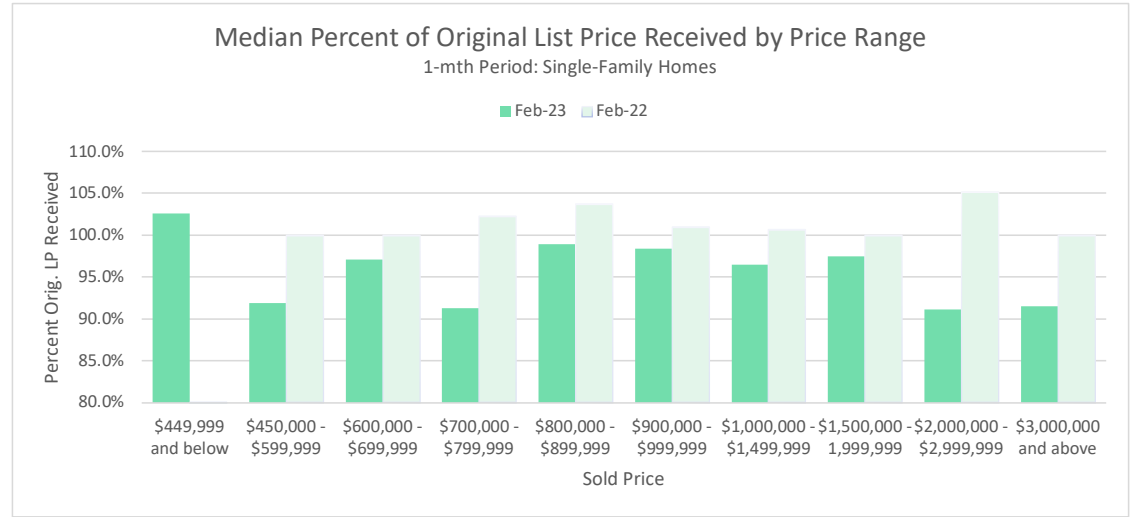 Median Percent of Original List Price Received by Price Range
1-mth Period: Single-Family Homes
Feb-23 Feb-22
Percent Orig. LP Received
110.0%
105.0%
100.0%
95.0%
90.0%
85.0%
80.0%
$449,999 $450,000 - $600,000 - $700,000 - $800,000 - $900,000 - $1,000,000 - $1,500,000 - $2,000,000 - $3,000,000
and below $599,999 $699,999 $799,999 $899,999 $999,999 $1,499,999 1,999,999 $2,999,999 and above
Sold Price